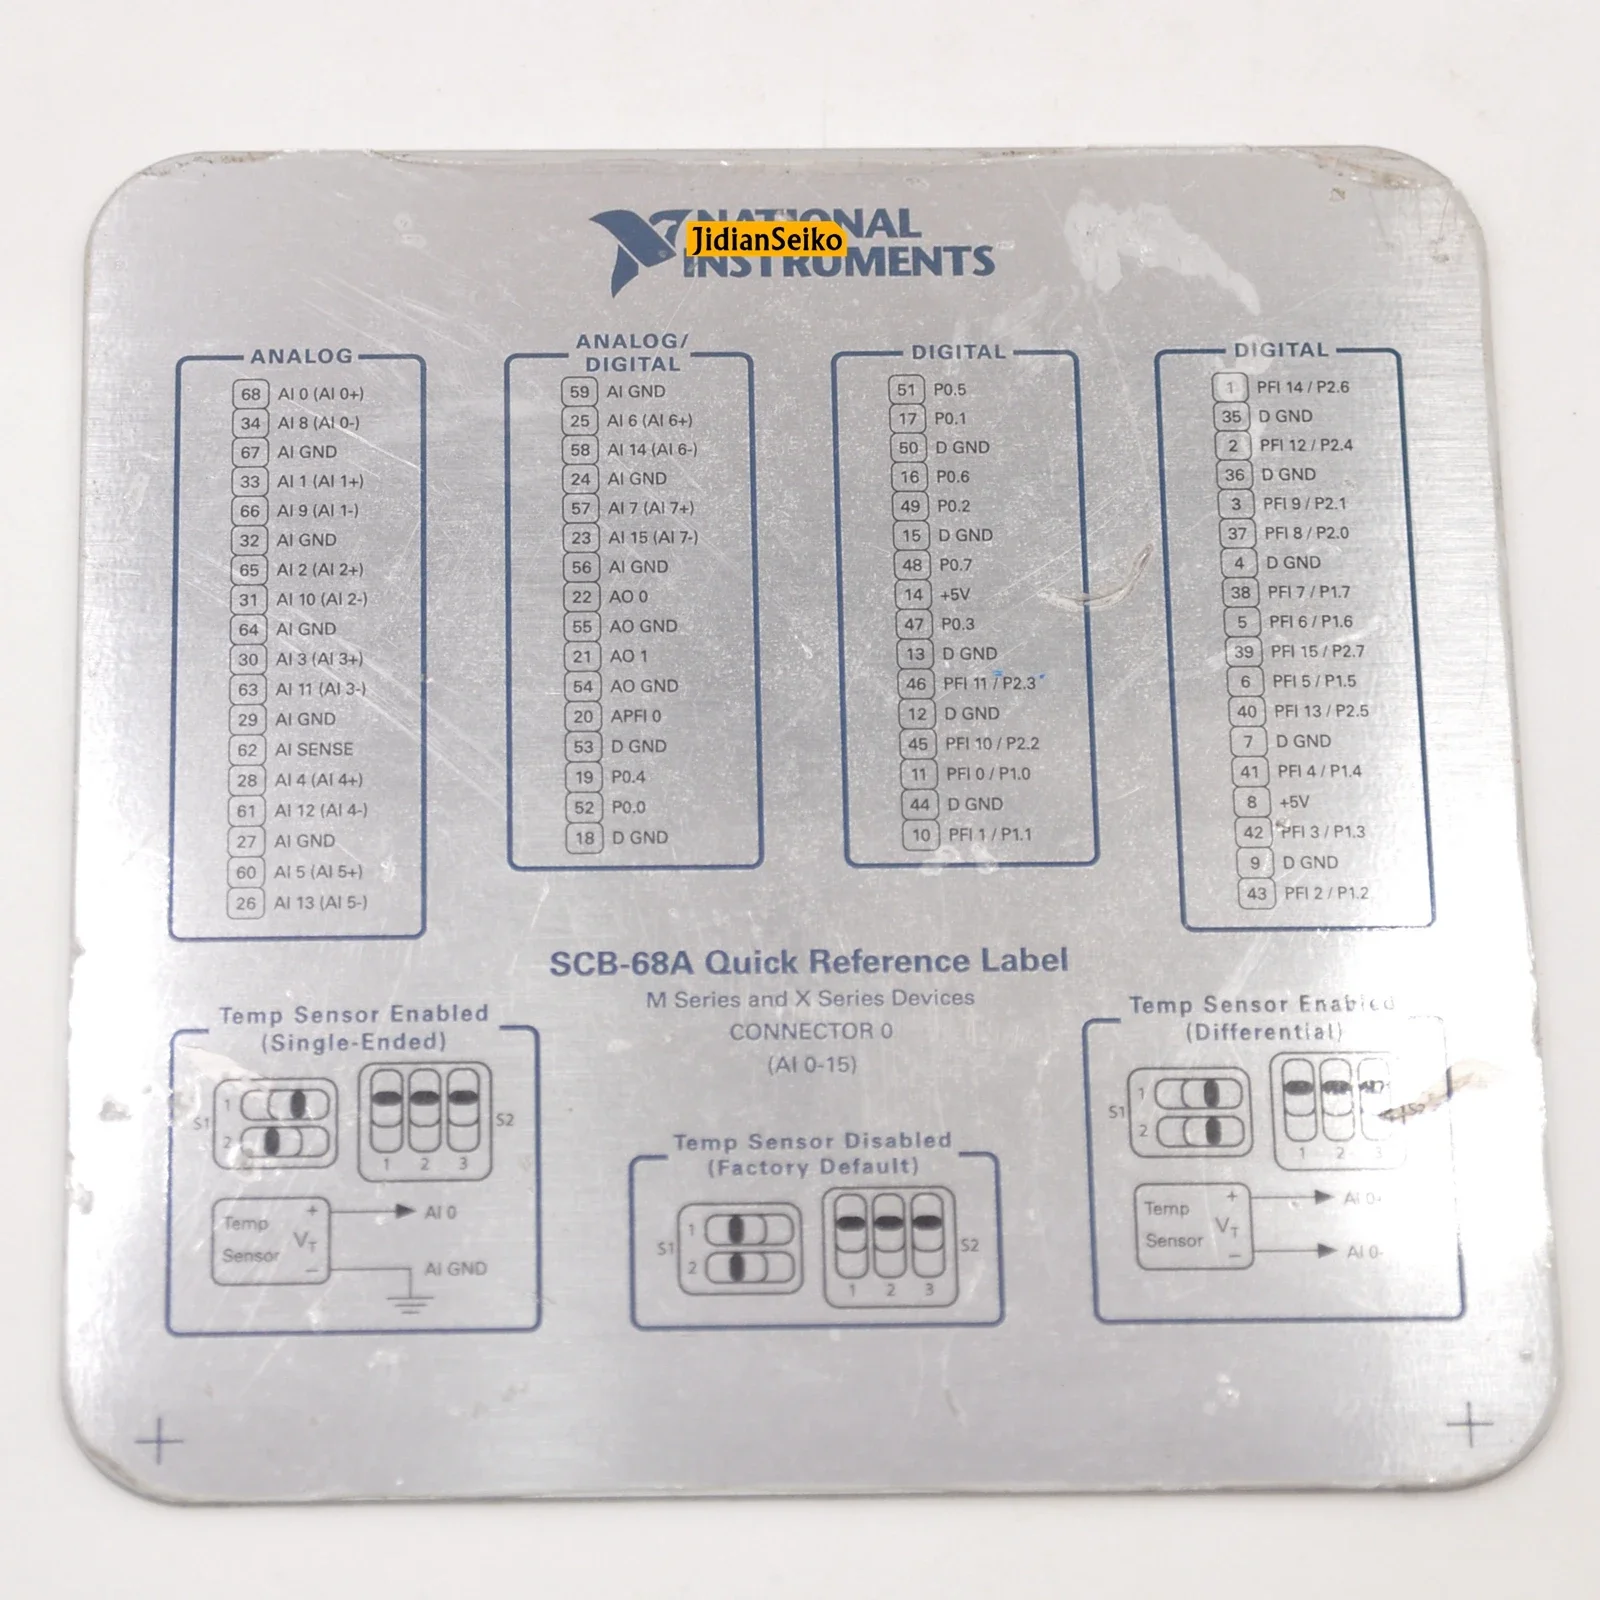 NATIONAL
JidianSeiko
INSTRUMENTS
ANALOG
68 AI 0 (AI 0+)
34 AI 8 (AI 0-)
67 AI GND
33 AI 1 (AI 1+)
66 AI 9 (AI 1-)
32 AI GND
65 AI 2 (AI 2+)
31 AI 10 (AI 2-)
64 AI GND
30 AI 3 (AI 3+)
63 AI 11 (AI 3-)
29 AI GND
62 AI SENSE
28 AI 4 (AI 4+)
61 AI 12 (AI 4-)
27 AI GND
60 AI 5 (AI 5+)
26 AI 13 (AI 5-)
ANALOG/
DIGITAL
59 AI GND
25 AI 6 (AI 6+)
58 AI 14 (AI 6-)
24 AI GND
57 AI 7 (AI 7+)
23 AI 15 (AI 7-)
56 AI GND
22 AO 0
55 AO GND
21 AO 1
54 AO GND
20 APFI 0
53 D GND
19 P0.4
52 P0.0
18 D GND
DIGITAL
51 P0.5
17 P0.1
50 D GND
16 P0.6
49 P0.2
15 D GND
48 P0.7
14 +5V
47 P0.3
13 D GND
46 PFI 11 / P2.3
12 D GND
45 PFI 10 / P2.2
11 PFI 0 / P1.0
44 D GND
10 PFI 1 / P1.1
DIGITAL
1 PFI 14 / P2.6
35 D GND
2 PFI 12 / P2.4
36 D GND
3 PFI 9 / P2.1
37 PFI 8 / P2.0
4 D GND
38 PFI 7 / P1.7
5 PFI 6 / P1.6
39 PFI 15 / P2.7
6 PFI 5 / P1.5
40 PFI 13 / P2.5
7 D GND
41 PFI 4 / P1.4
8 +5V
42 PFI 3 / P1.3
9 D GND
43 PFI 2 / P1.2
SCB-68A Quick Reference Label
M Series and X Series Devices
CONNECTOR 0
(AI 0-15)
Temp Sensor Enabled
(Single-Ended)
S1 1
2
S2
1 2 3
Temp + AI 0
Sensor VT
– AI GND
Temp Sensor Disabled
(Factory Default)
S1 1
2
S2
1 2 3
Temp Sensor Enabled
(Differential)
S1 1
2
1 2 3
Temp + AI 0+
Sensor VT
– AI 0-